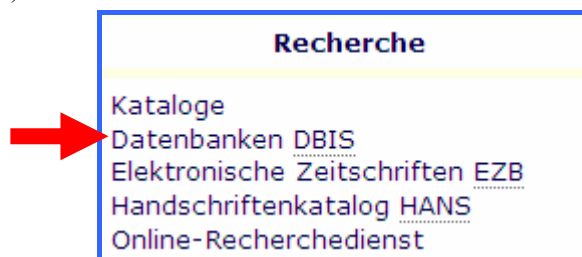 Recherche
Kataloge
Datenbanken DBIS
Elektronische Zeitschriften EZB
Handschriftenkatalog HANS
Online-Recherchedienst